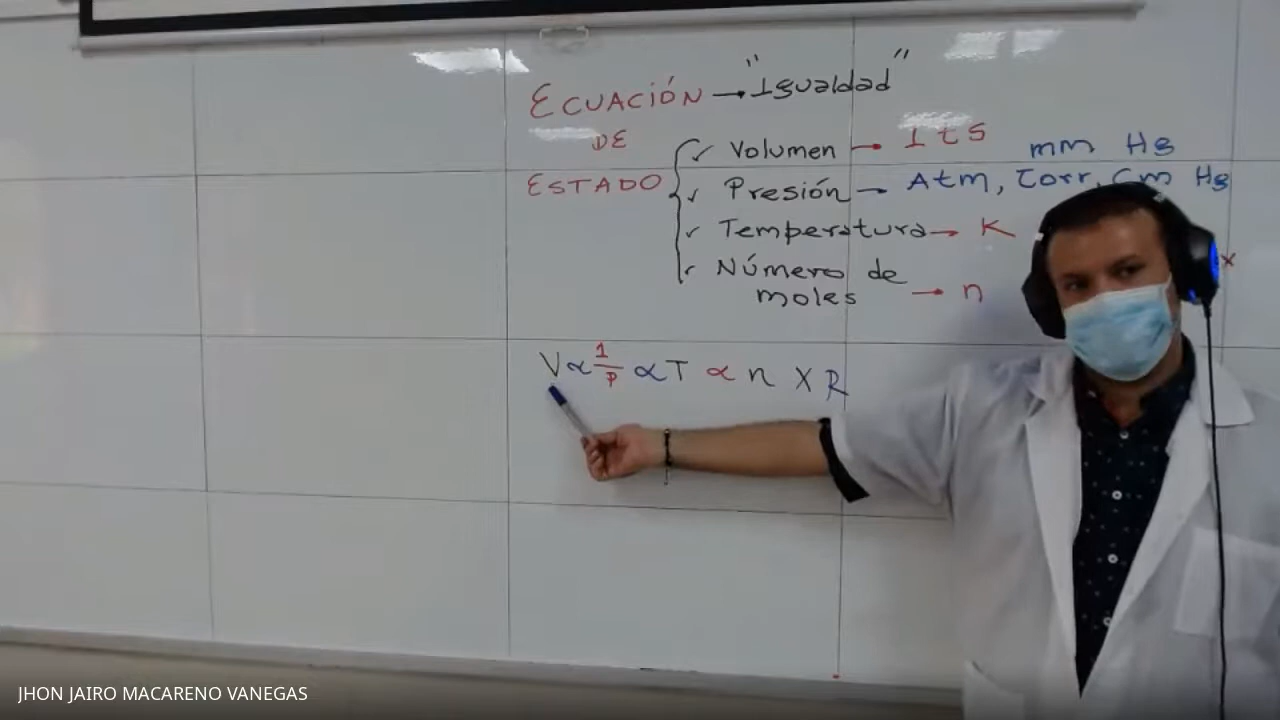 ECUACIÓN → "Igualdad"
DE
ESTADO
✓ Volumen → Lts
mm Hg
✓ Presión → Atm, Torr, Cm Hg
✓ Temperatura → K
x
✓ Número de
moles → n
V ∝ 1/P ∝ T ∝ n X R
JHON JAIRO MACARENO VANEGAS